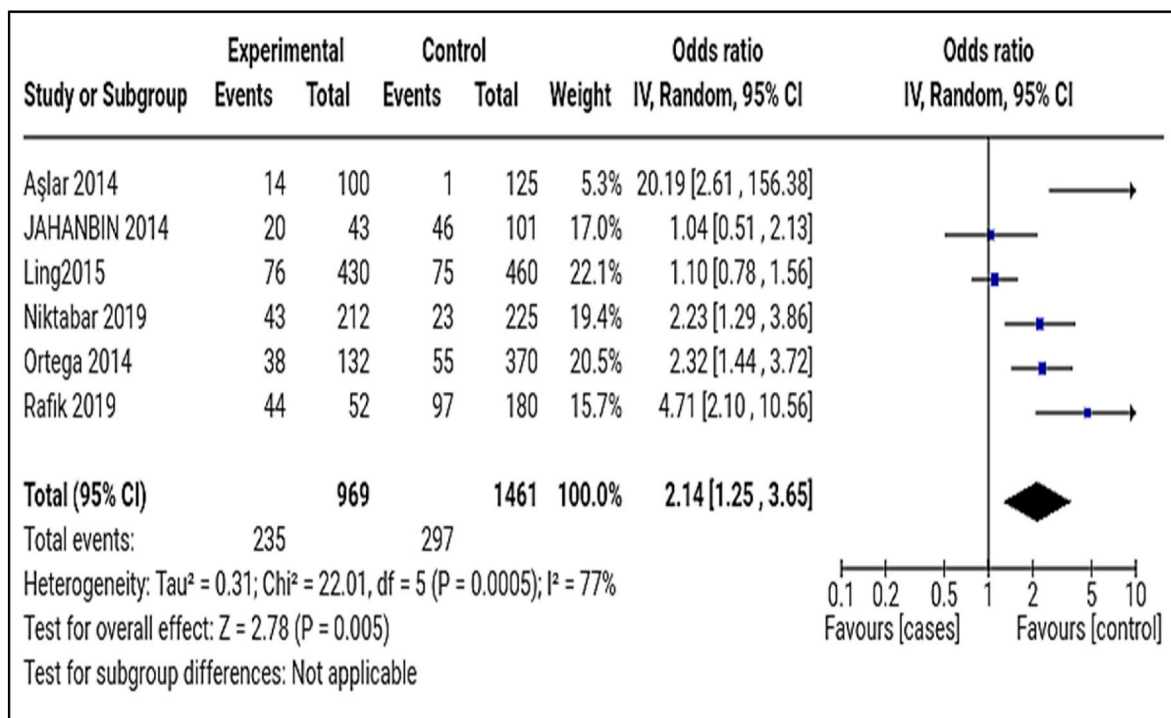 Experimental Control Odds ratio Odds ratio
Study or Subgroup Events Total Events Total Weight IV, Random, 95% CI IV, Random, 95% CI
Aşlar 2014 14 100 1 125 5.3% 20.19 [2.61 , 156.38]
JAHANBIN 2014 20 43 46 101 17.0% 1.04 [0.51 , 2.13]
Ling2015 76 430 75 460 22.1% 1.10 [0.78 , 1.56]
Niktabar 2019 43 212 23 225 19.4% 2.23 [1.29 , 3.86]
Ortega 2014 38 132 55 370 20.5% 2.32 [1.44 , 3.72]
Rafik 2019 44 52 97 180 15.7% 4.71 [2.10 , 10.56]
Total (95% CI) 969 1461 100.0% 2.14 [1.25 , 3.65]
Total events: 235 297
Heterogeneity: Tau² = 0.31; Chi² = 22.01, df = 5 (P = 0.0005); I² = 77%
Test for overall effect: Z = 2.78 (P = 0.005)
Test for subgroup differences: Not applicable
0.1 0.2 0.5 1 2 5 10
Favours [cases] Favours [control]